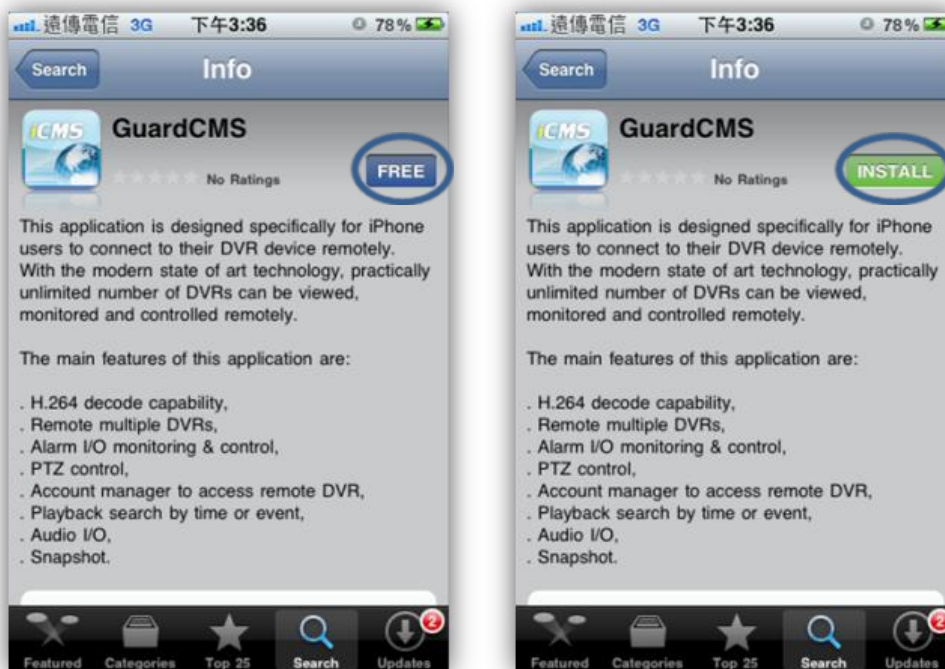 遠傳電信 3G 下午3:36 78%
Search Info
iCMS GuardCMS
No Ratings FREE
This application is designed specifically for iPhone
users to connect to their DVR device remotely.
With the modern state of art technology, practically
unlimited number of DVRs can be viewed,
monitored and controlled remotely.
The main features of this application are:
. H.264 decode capability,
. Remote multiple DVRs,
. Alarm I/O monitoring & control,
. PTZ control,
. Account manager to access remote DVR,
. Playback search by time or event,
. Audio I/O,
. Snapshot.
2
Featured Categories Top 25 Search Updates
遠傳電信 3G 下午3:36 78%
Search Info
iCMS GuardCMS
No Ratings INSTALL
This application is designed specifically for iPhone
users to connect to their DVR device remotely.
With the modern state of art technology, practically
unlimited number of DVRs can be viewed,
monitored and controlled remotely.
The main features of this application are:
. H.264 decode capability,
. Remote multiple DVRs,
. Alarm I/O monitoring & control,
. PTZ control,
. Account manager to access remote DVR,
. Playback search by time or event,
. Audio I/O,
. Snapshot.
2
Featured Categories Top 25 Search Updates